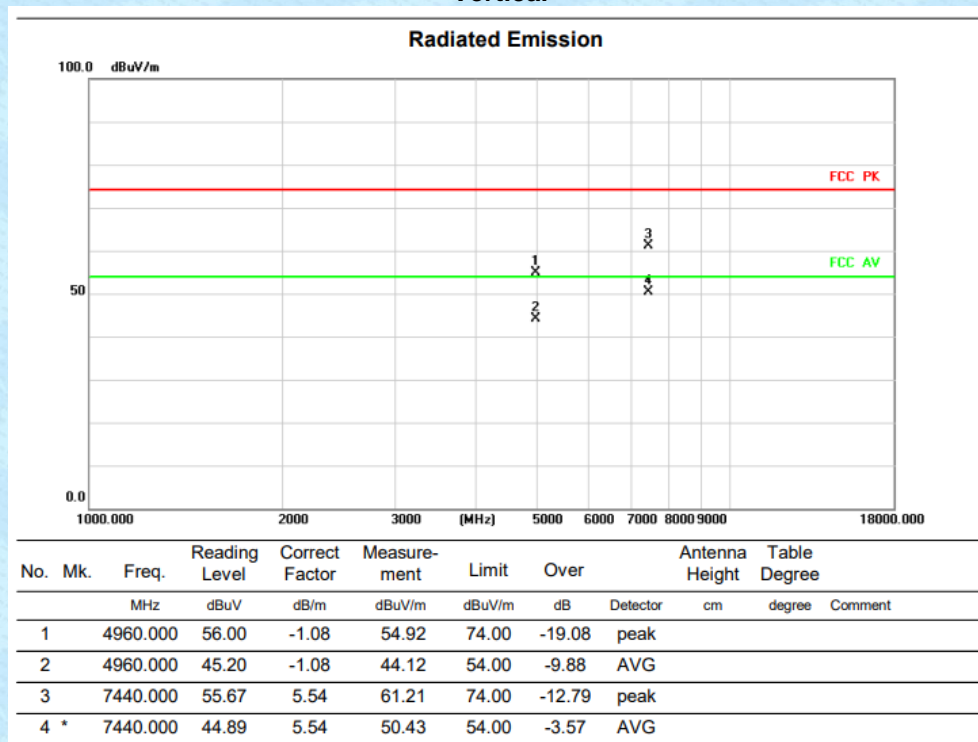 Vertical
Radiated Emission
100.0 dBuV/m
FCC PK
3
1
FCC AV
4
50
2
0.0
1000.000 2000 3000 (MHz) 5000 6000 7000 8000 9000 18000.000
No. Mk. Freq. Reading Level Correct Factor Measure-ment Limit Over Antenna Height Table Degree
MHz dBuV dB/m dBuV/m dBuV/m dB Detector cm degree Comment
1 4960.000 56.00 -1.08 54.92 74.00 -19.08 peak
2 4960.000 45.20 -1.08 44.12 54.00 -9.88 AVG
3 7440.000 55.67 5.54 61.21 74.00 -12.79 peak
4 * 7440.000 44.89 5.54 50.43 54.00 -3.57 AVG